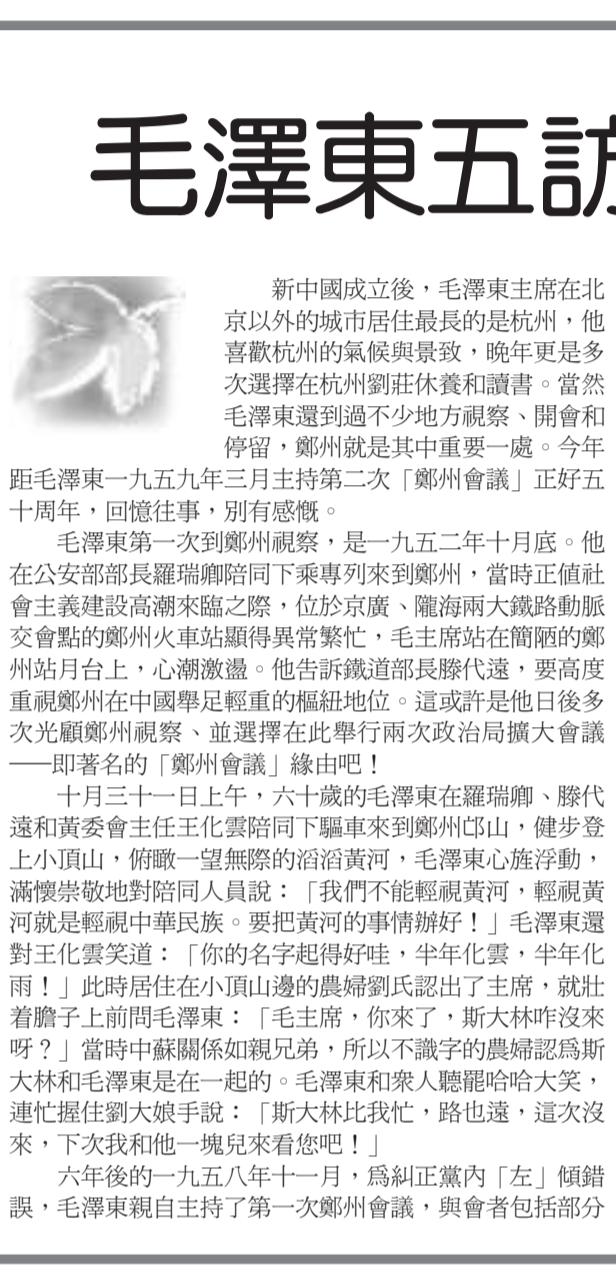 毛澤東五訪
新中國成立後，毛澤東主席在北
京以外的城市居住最長的是杭州，他
喜歡杭州的氣候與景致，晚年更是多
次選擇在杭州劉莊休養和讀書。當然
毛澤東還到過不少地方視察、開會和
停留，鄭州就是其中重要一處。今年
距毛澤東一九五九年三月主持第二次「鄭州會議」正好五
十周年，回憶往事，別有感慨。
毛澤東第一次到鄭州視察，是一九五二年十月底。他
在公安部部長羅瑞卿陪同下乘專列來到鄭州，當時正值社
會主義建設高潮來臨之際，位於京廣、隴海兩大鐵路動脈
交會點的鄭州火車站顯得異常繁忙，毛主席站在簡陋的鄭
州站月台上，心潮激盪。他告訴鐵道部長滕代遠，要高度
重視鄭州在中國舉足輕重的樞紐地位。這或許是他日後多
次光顧鄭州視察、並選擇在此舉行兩次政治局擴大會議
──即著名的「鄭州會議」緣由吧！
十月三十一日上午，六十歲的毛澤東在羅瑞卿、滕代
遠和黃委會主任王化雲陪同下驅車來到鄭州邙山，健步登
上小頂山，俯瞰一望無際的滔滔黃河，毛澤東心旌浮動，
滿懷崇敬地對陪同人員說：「我們不能輕視黃河，輕視黃
河就是輕視中華民族。要把黃河的事情辦好！」毛澤東還
對王化雲笑道：「你的名字起得好哇，半年化雲，半年化
雨！」此時居住在小頂山邊的農婦劉氏認出了主席，就壯
着膽子上前問毛澤東：「毛主席，你來了，斯大林咋沒來
呀？」當時中蘇關係如親兄弟，所以不識字的農婦認爲斯
大林和毛澤東是在一起的。毛澤東和衆人聽罷哈哈大笑，
連忙握住劉大娘手說：「斯大林比我忙，路也遠，這次沒
來，下次我和他一塊兒來看您吧！」
六年後的一九五八年十一月，爲糾正黨內「左」傾錯
誤，毛澤東親自主持了第一次鄭州會議，與會者包括部分